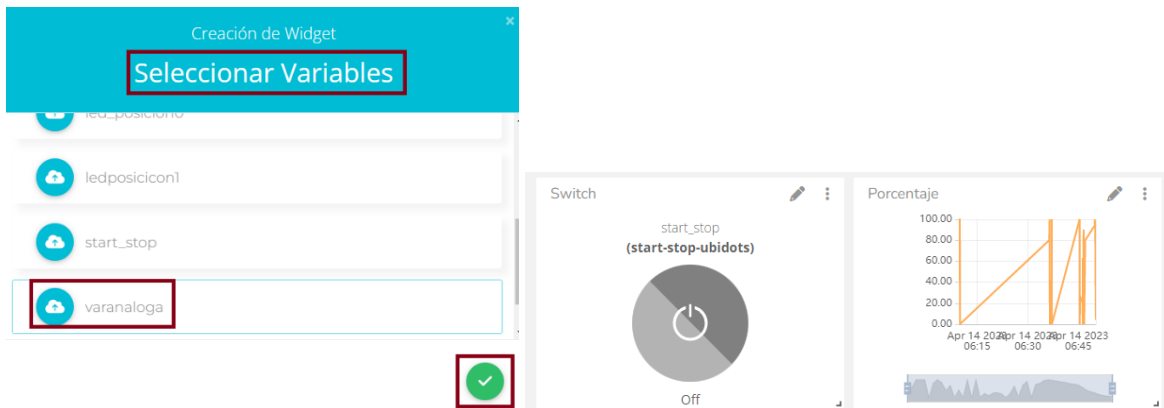 Creación de Widget
Seleccionar Variables
led_posicion0
ledposicicon1
start_stop
varanaloga
Switch
start_stop
(start-stop-ubidots)
Off
Porcentaje
100.00
80.00
60.00
40.00
20.00
0.00
Apr 14 2023 Apr 14 2023 Apr 14 2023
06:15 06:30 06:45